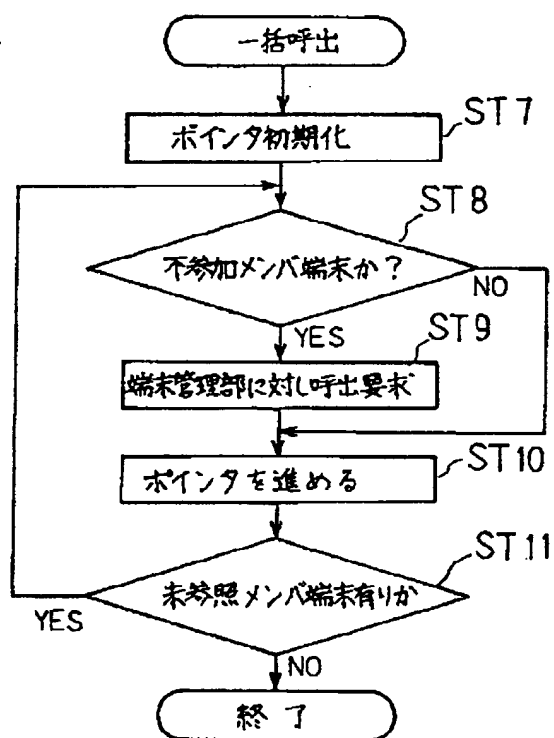 一括呼出
ST7
ポインタ初期化
ST8
不参加メンバ端末か?
NO
YES
ST9
端末管理部に対し呼出要求
ST10
ポインタを進める
ST11
未参照メンバ端末有りか
YES
NO
終了